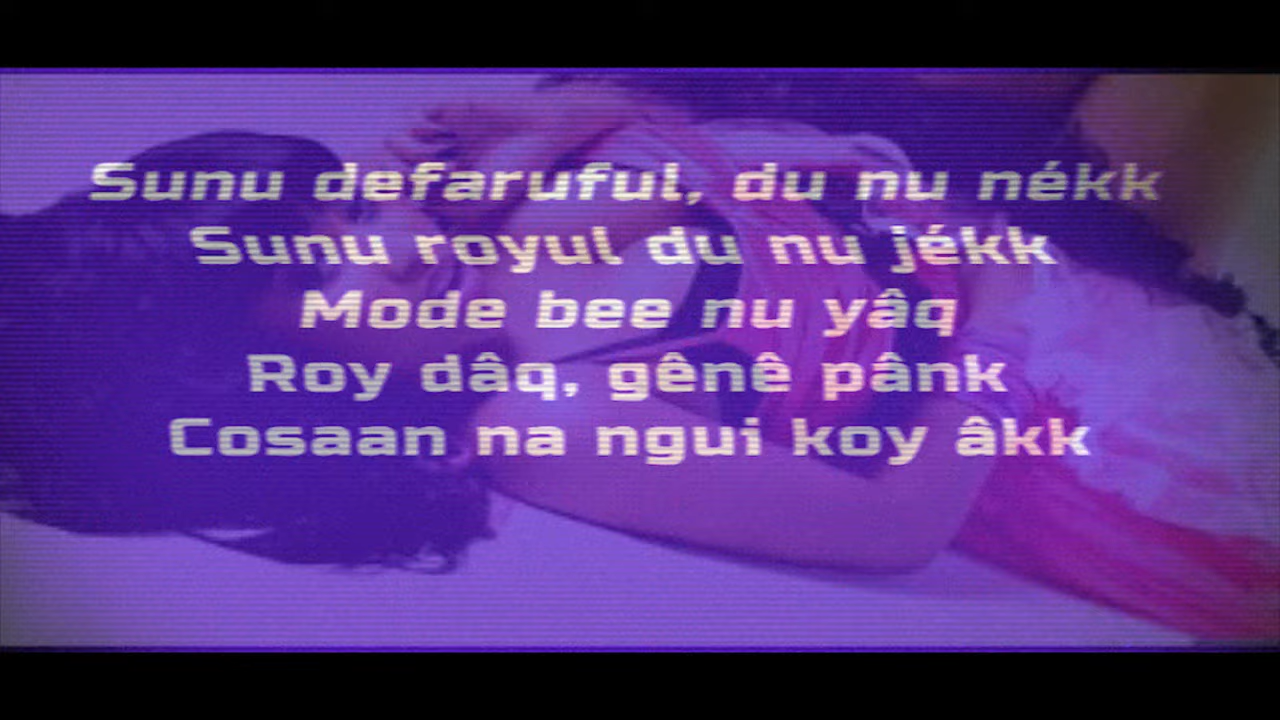 Sunu defaruful, du nu nékk
Sunu royul du nu jékk
Mode bee nu yâq
Roy dâq, gênê pânk
Cosaan na ngui koy âkk